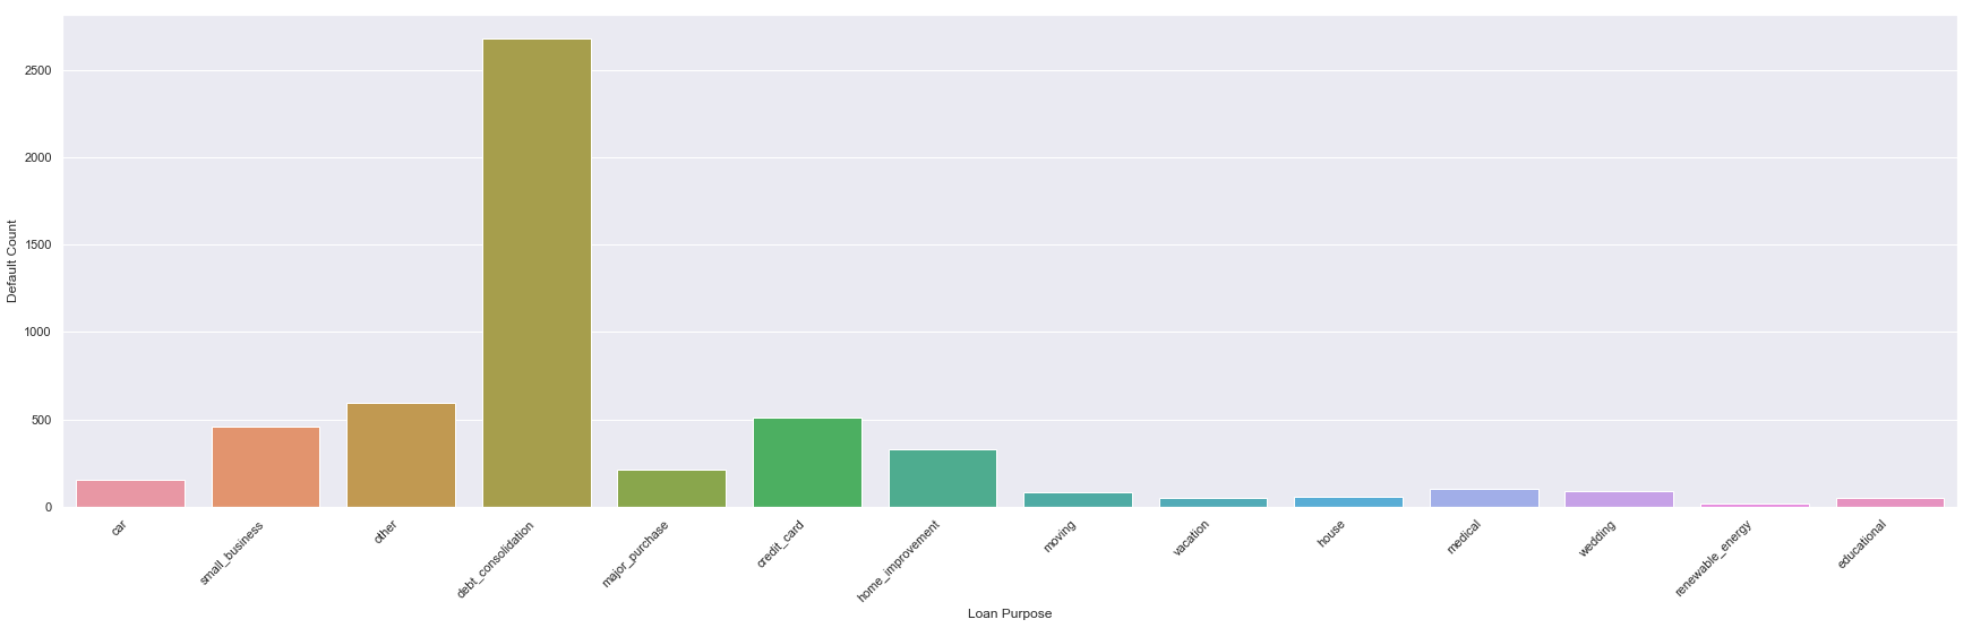 Default Count
2500
2000
1500
1000
500
0
car
small_business
other
debt_consolidation
major_purchase
credit_card
home_improvement
moving
vacation
house
medical
wedding
renewable_energy
educational
Loan Purpose